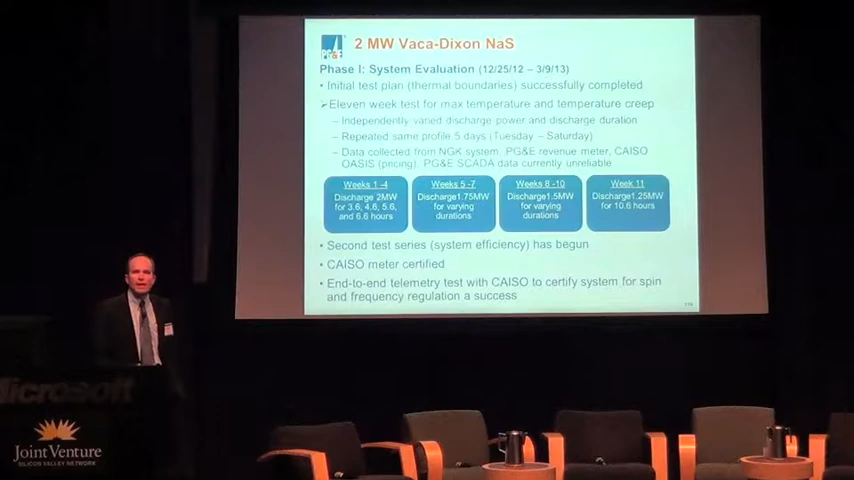 PG&E
2 MW Vaca-Dixon NaS
Phase I: System Evaluation (12/25/12 – 3/9/13)
• Initial test plan (thermal boundaries) successfully completed
➢Eleven week test for max temperature and temperature creep
– Independently varied discharge power and discharge duration
– Repeated same profile 5 days (Tuesday – Saturday)
– Data collected from NGK system, PG&E revenue meter, CAISO
OASIS (pricing). PG&E SCADA data currently unreliable
Weeks 1 -4
Discharge 2MW
for 3.6, 4.6, 5.6,
and 6.6 hours
Weeks 5 -7
Discharge1.75MW
for varying
durations
Weeks 8 -10
Discharge1.5MW
for varying
durations
Week 11
Discharge1.25MW
for 10.6 hours
• Second test series (system efficiency) has begun
• CAISO meter certified
• End-to-end telemetry test with CAISO to certify system for spin
and frequency regulation a success
Microsoft
Joint Venture
SILICON VALLEY NETWORK